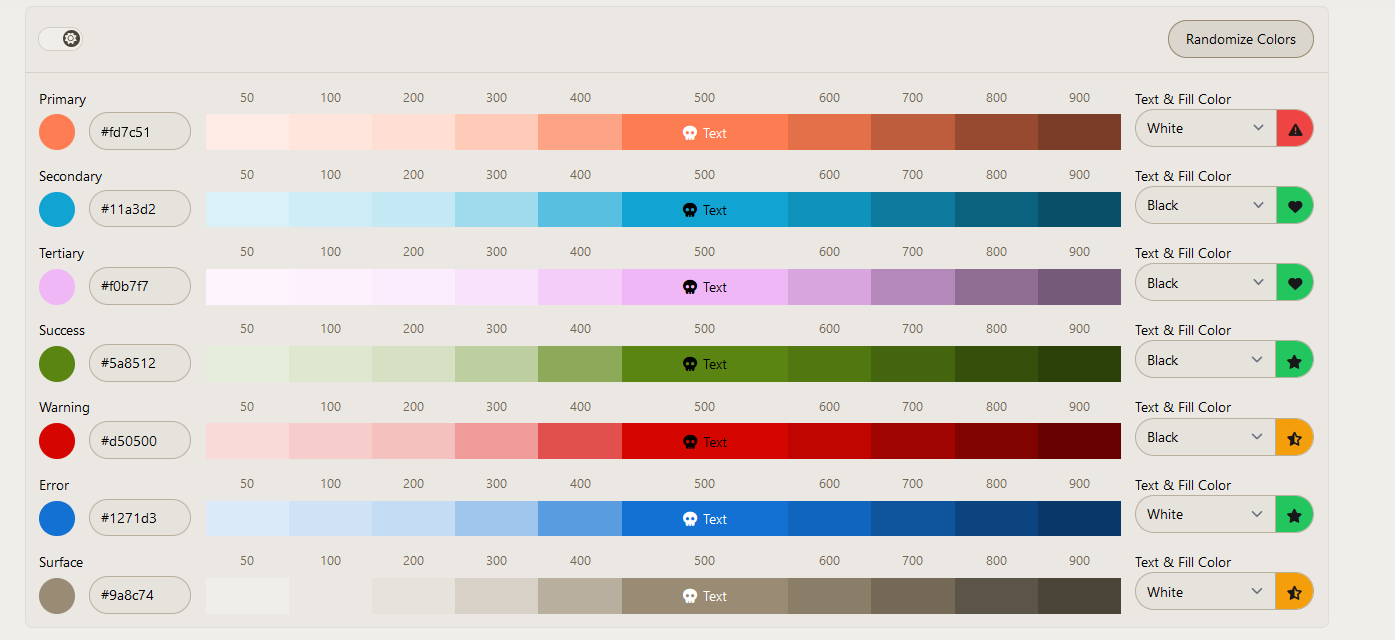 Randomize Colors
Primary 50 100 200 300 400 500 600 700 800 900 Text & Fill Color
#fd7c51 Text White
Secondary 50 100 200 300 400 500 600 700 800 900 Text & Fill Color
#11a3d2 Text Black
Tertiary 50 100 200 300 400 500 600 700 800 900 Text & Fill Color
#f0b7f7 Text Black
Success 50 100 200 300 400 500 600 700 800 900 Text & Fill Color
#5a8512 Text Black
Warning 50 100 200 300 400 500 600 700 800 900 Text & Fill Color
#d50500 Text Black
Error 50 100 200 300 400 500 600 700 800 900 Text & Fill Color
#1271d3 Text White
Surface 50 100 200 300 400 500 600 700 800 900 Text & Fill Color
#9a8c74 Text White